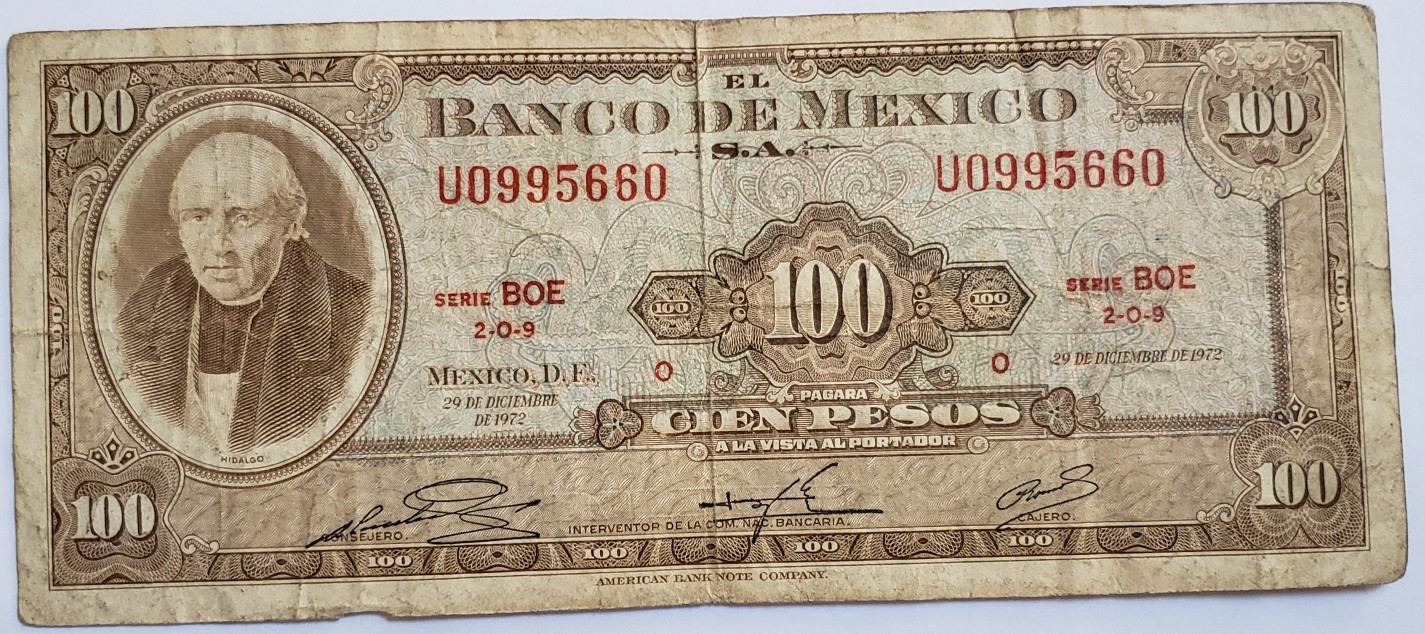 100
EL
BANCO DE MEXICO
S.A.
100
U0995660
U0995660
SERIE BOE
2-0-9
100
100
100
SERIE BOE
2-0-9
MEXICO, D.F.,
29 DE DICIEMBRE
DE 1972
O
O
29 DE DICIEMBRE DE 1972
PAGARA
CIEN PESOS
A LA VISTA AL PORTADOR
HIDALGO
100
100
100
100
CONSEJERO.
INTERVENTOR DE LA COM. NAC. BANCARIA.
CAJERO.
100
100
100
100
AMERICAN BANK NOTE COMPANY.